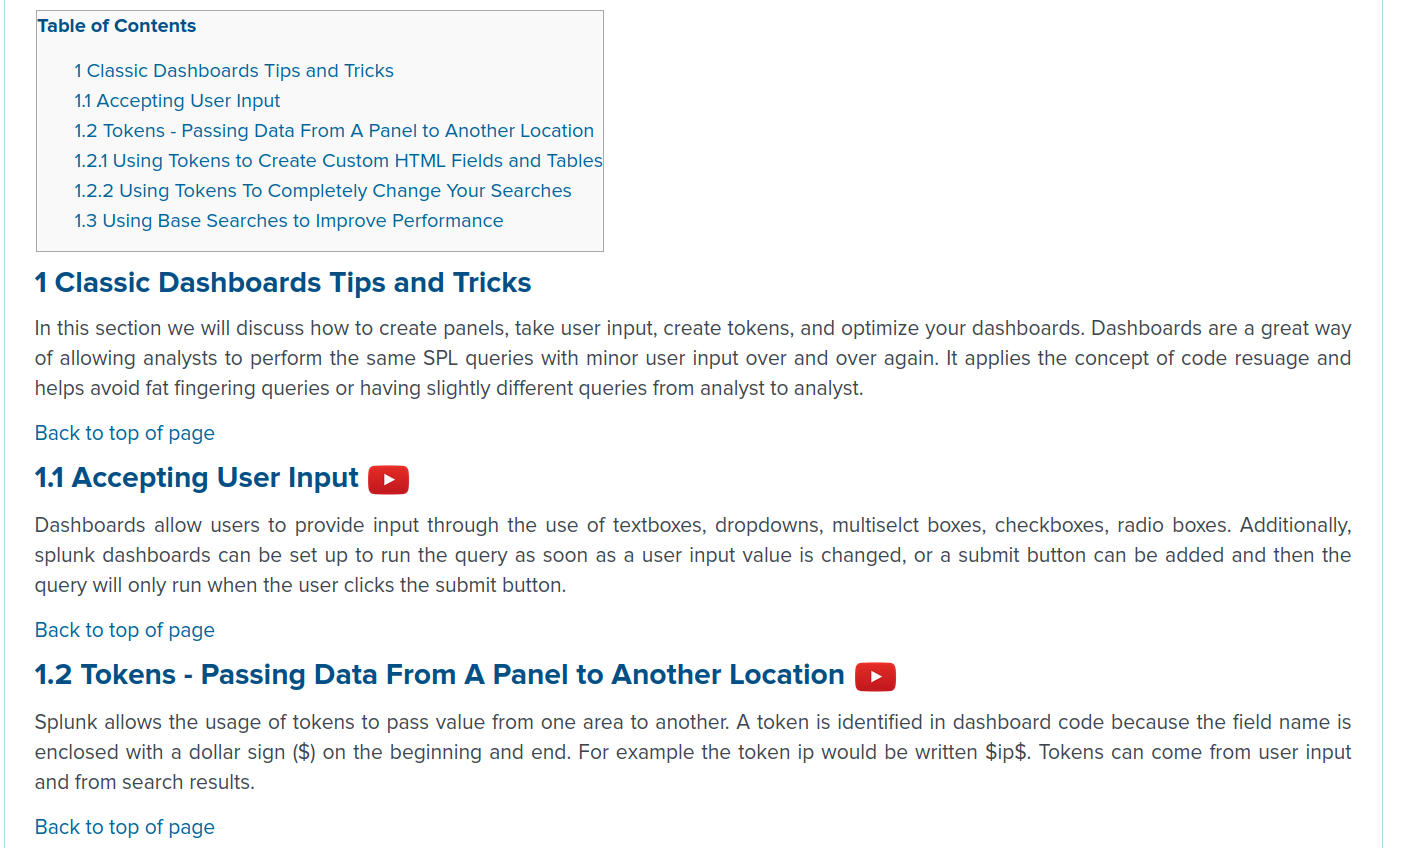 Table of Contents
1 Classic Dashboards Tips and Tricks
1.1 Accepting User Input
1.2 Tokens - Passing Data From A Panel to Another Location
1.2.1 Using Tokens to Create Custom HTML Fields and Tables
1.2.2 Using Tokens To Completely Change Your Searches
1.3 Using Base Searches to Improve Performance
1 Classic Dashboards Tips and Tricks
In this section we will discuss how to create panels, take user input, create tokens, and optimize your dashboards. Dashboards are a great way
of allowing analysts to perform the same SPL queries with minor user input over and over again. It applies the concept of code resuage and
helps avoid fat fingering queries or having slightly different queries from analyst to analyst.
Back to top of page
1.1 Accepting User Input
Dashboards allow users to provide input through the use of textboxes, dropdowns, multiselct boxes, checkboxes, radio boxes. Additionally,
splunk dashboards can be set up to run the query as soon as a user input value is changed, or a submit button can be added and then the
query will only run when the user clicks the submit button.
Back to top of page
1.2 Tokens - Passing Data From A Panel to Another Location
Splunk allows the usage of tokens to pass value from one area to another. A token is identified in dashboard code because the field name is
enclosed with a dollar sign ($) on the beginning and end. For example the token ip would be written $ip$. Tokens can come from user input
and from search results.
Back to top of page